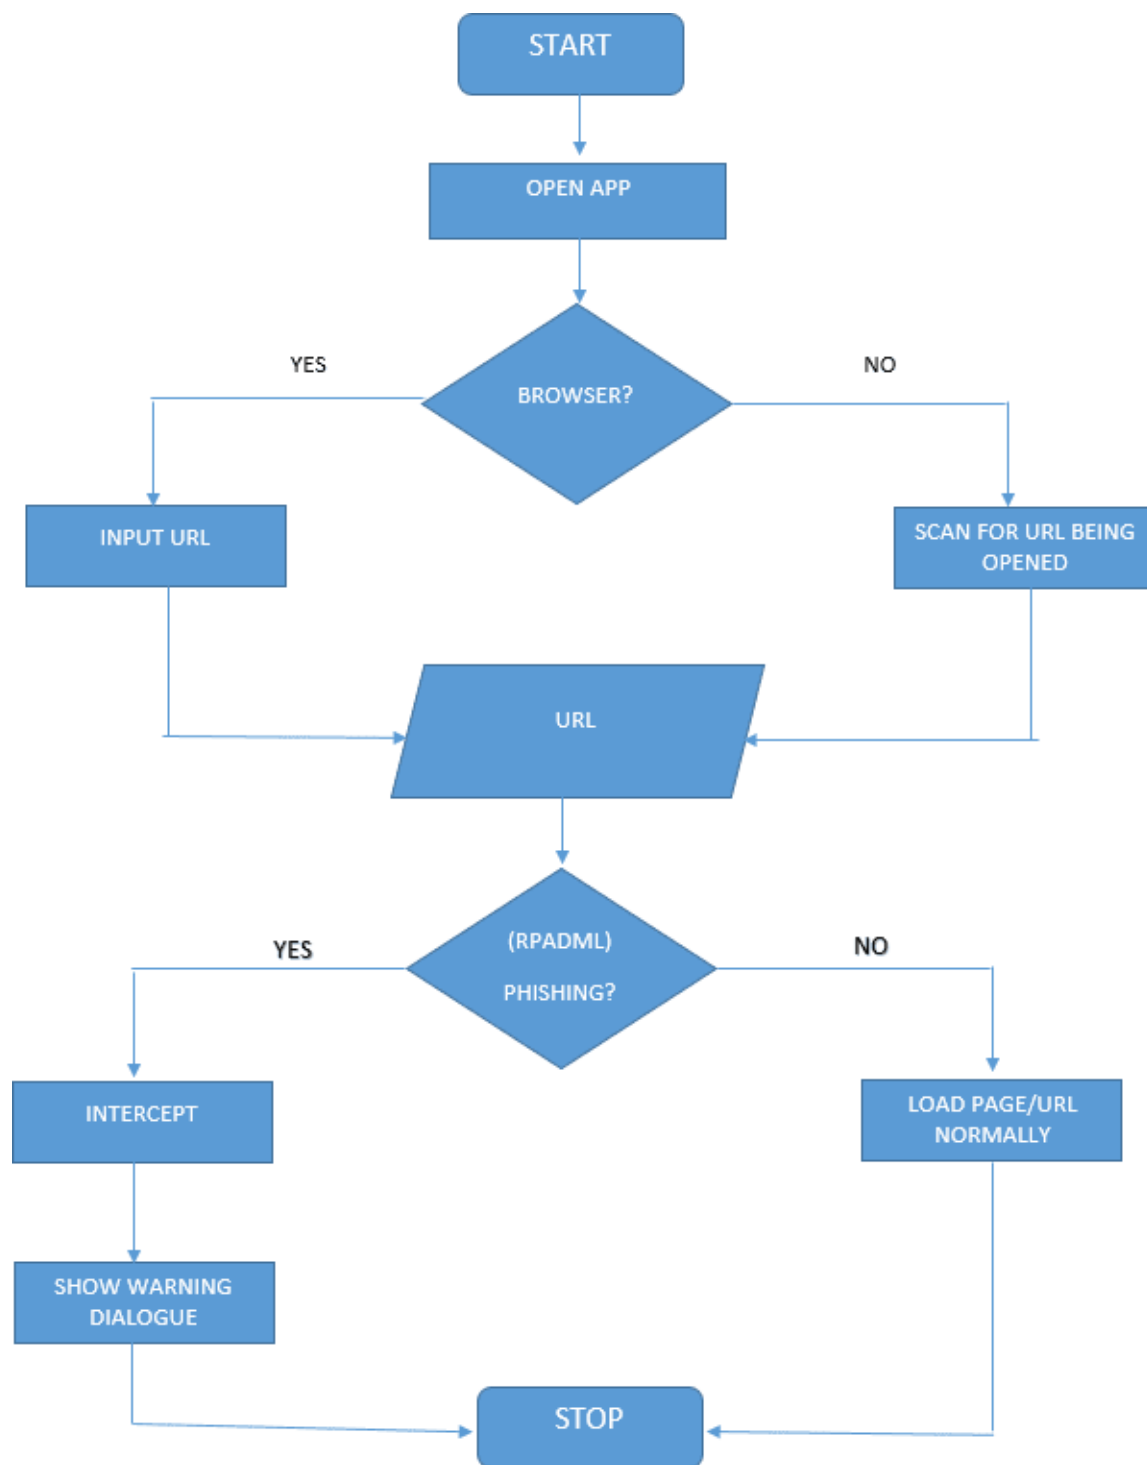 START
OPEN APP
YES
BROWSER?
NO
INPUT URL
SCAN FOR URL BEING
OPENED
URL
YES
(RPADML)
PHISHING?
NO
INTERCEPT
LOAD PAGE/URL
NORMALLY
SHOW WARNING
DIALOGUE
STOP